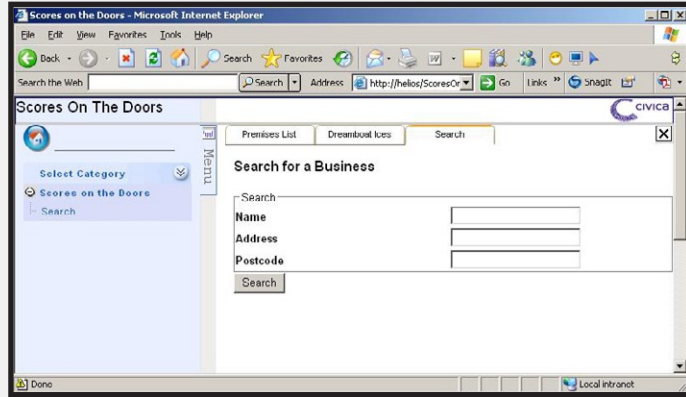 Scores on the Doors - Microsoft Internet Explorer
File Edit View Favorites Tools Help
Back Search Favorites
Search the Web Search Address http://helios/ScoresOr Go Links » SnagIt
Scores On The Doors CIVICA
Menu
Premises List Dreamboat Ices Search
Select Category
Scores on the Doors
Search
Search for a Business
Search
Name
Address
Postcode
Search
Done Local intranet